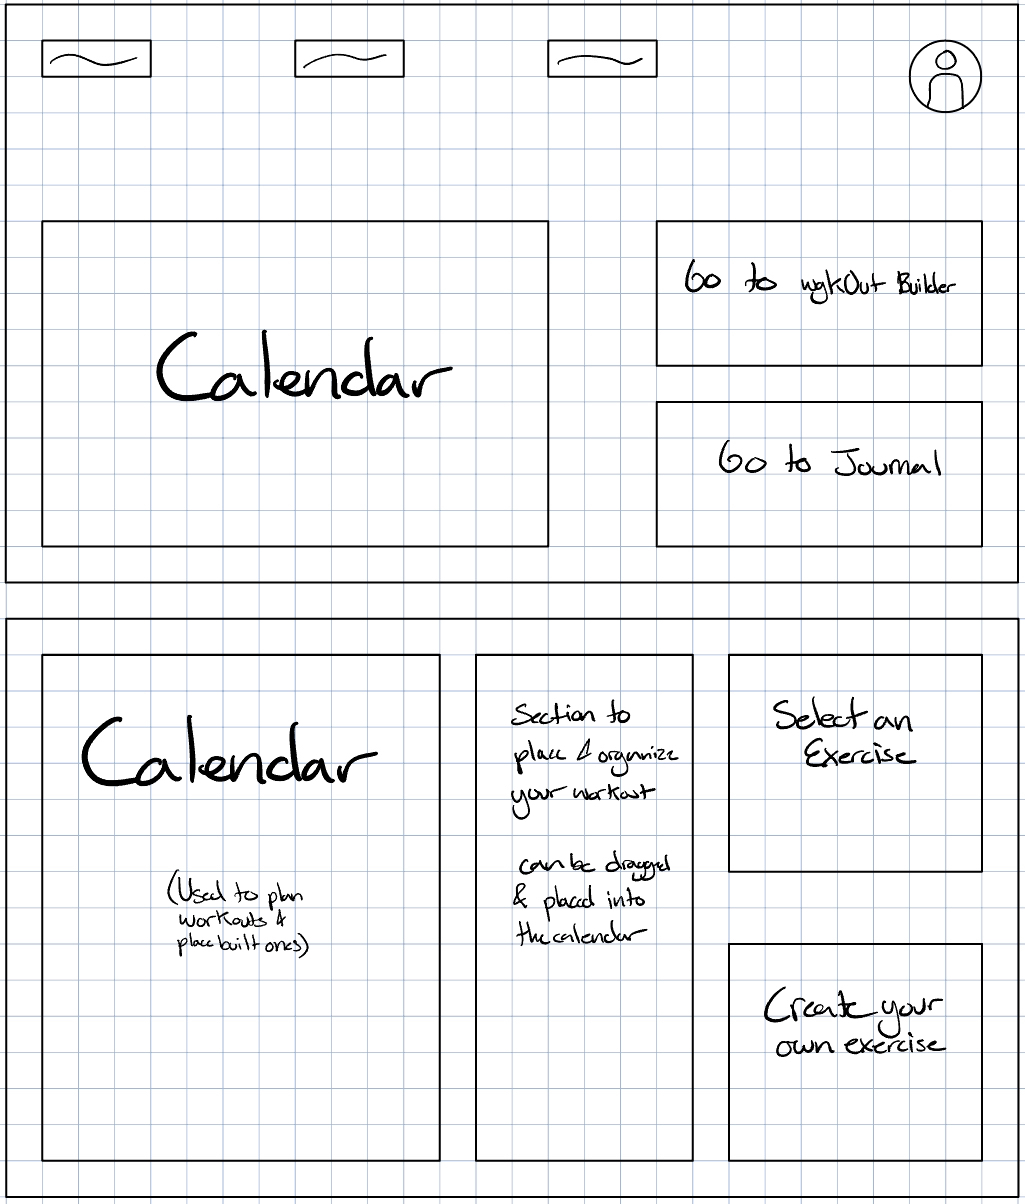 Calendar
Go to workOut Builder
Go to Journal
Calendar
(Used to plan
workouts &
place built ones)
Section to
place & organize
your workout
can be dragged
& placed into
the calendar
Select an
Exercise
Create your
own exercise